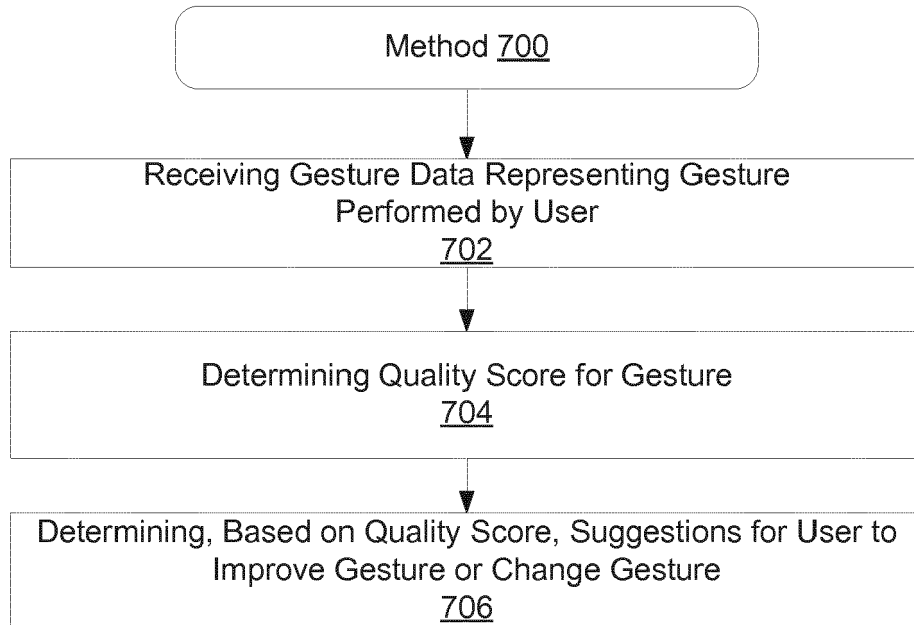 Method 700
Receiving Gesture Data Representing Gesture
Performed by User
702
Determining Quality Score for Gesture
704
Determining, Based on Quality Score, Suggestions for User to
Improve Gesture or Change Gesture
706